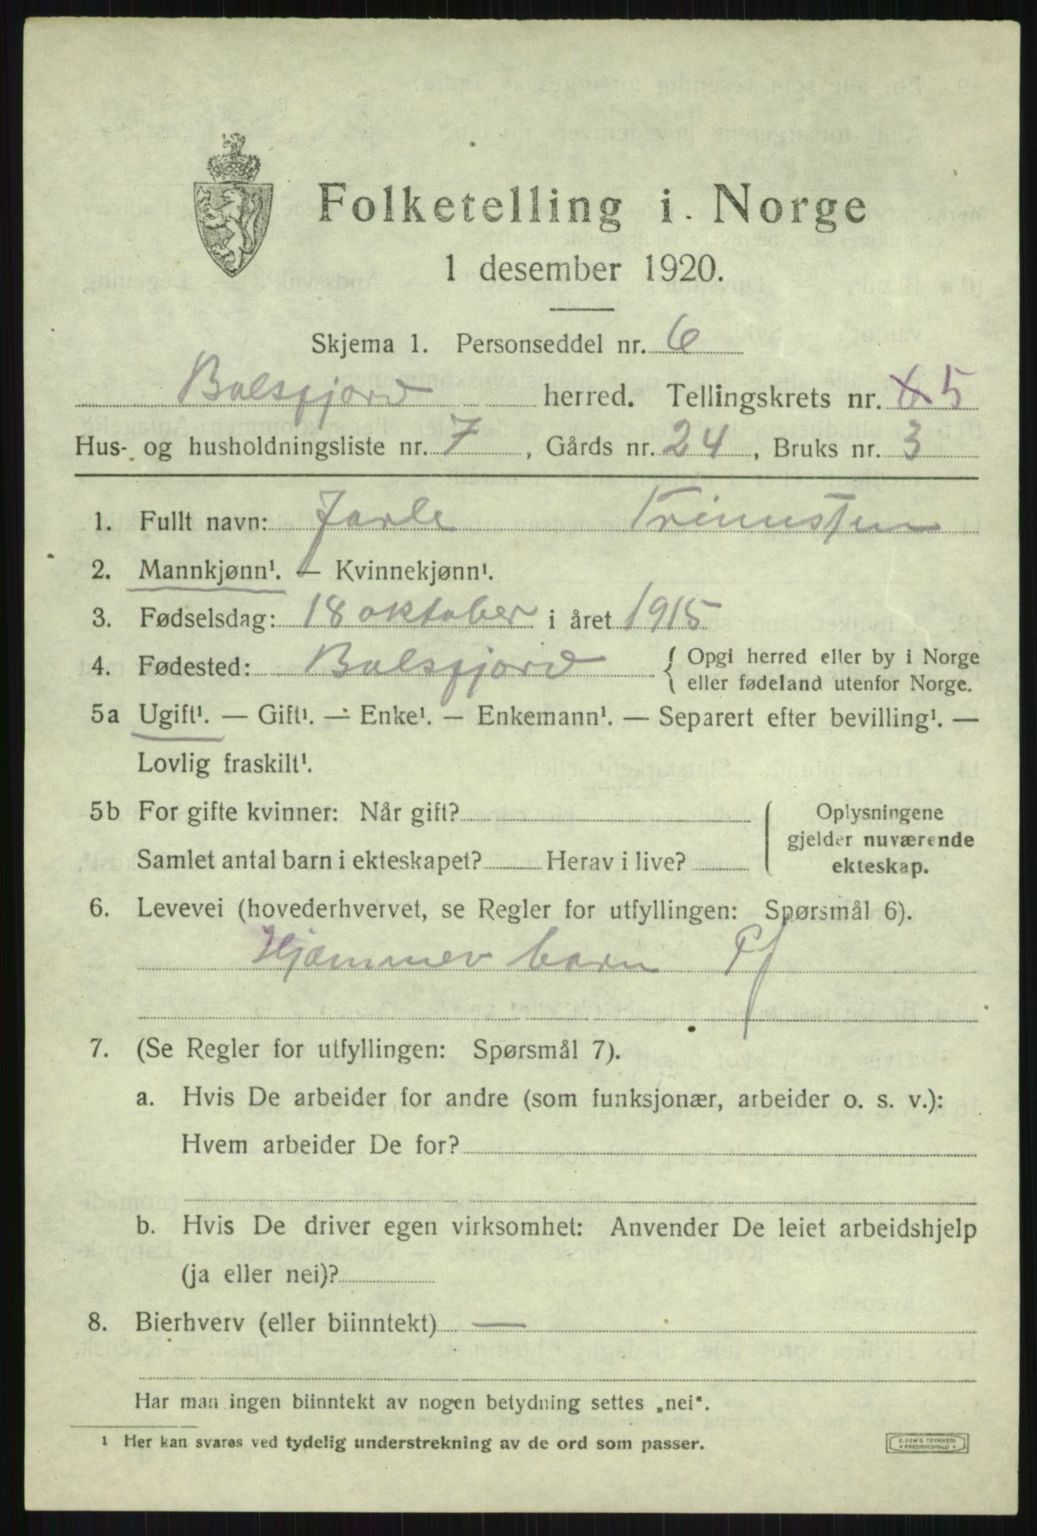 Folketelling i Norge
1 desember 1920.
Skjema 1. Personseddel nr. 6
Balsfjord herred. Tellingskrets nr. 5
Hus- og husholdningsliste nr. 7, Gårds nr. 24, Bruks nr. 3
1. Fullt navn: Jarle
2. Mannkjønn¹. — Kvinnekjønn¹.
3. Fødselsdag: 18 oktober i året 1915
4. Fødested: Balsfjord { Opgi herred eller by i Norge
eller fødeland utenfor Norge.
5a Ugift¹. — Gift¹. — Enke¹. — Enkemann¹. — Separert efter bevilling¹. —
Lovlig fraskilt¹.
5b For gifte kvinner: Når gift?
Samlet antal barn i ekteskapet? Herav i live?
Oplysningene
gjelder nuværende
ekteskap.
6. Levevei (hovederhvervet, se Regler for utfyllingen: Spørsmål 6).
Hjemmev barn
7. (Se Regler for utfyllingen: Spørsmål 7).
a. Hvis De arbeider for andre (som funksjonær, arbeider o. s. v.):
Hvem arbeider De for?
b. Hvis De driver egen virksomhet: Anvender De leiet arbeidshjelp
(ja eller nei)?
8. Bierhverv (eller biinntekt) —
Har man ingen biinntekt av nogen betydning settes „nei“.
¹ Her kan svares ved tydelig understrekning av de ord som passer.